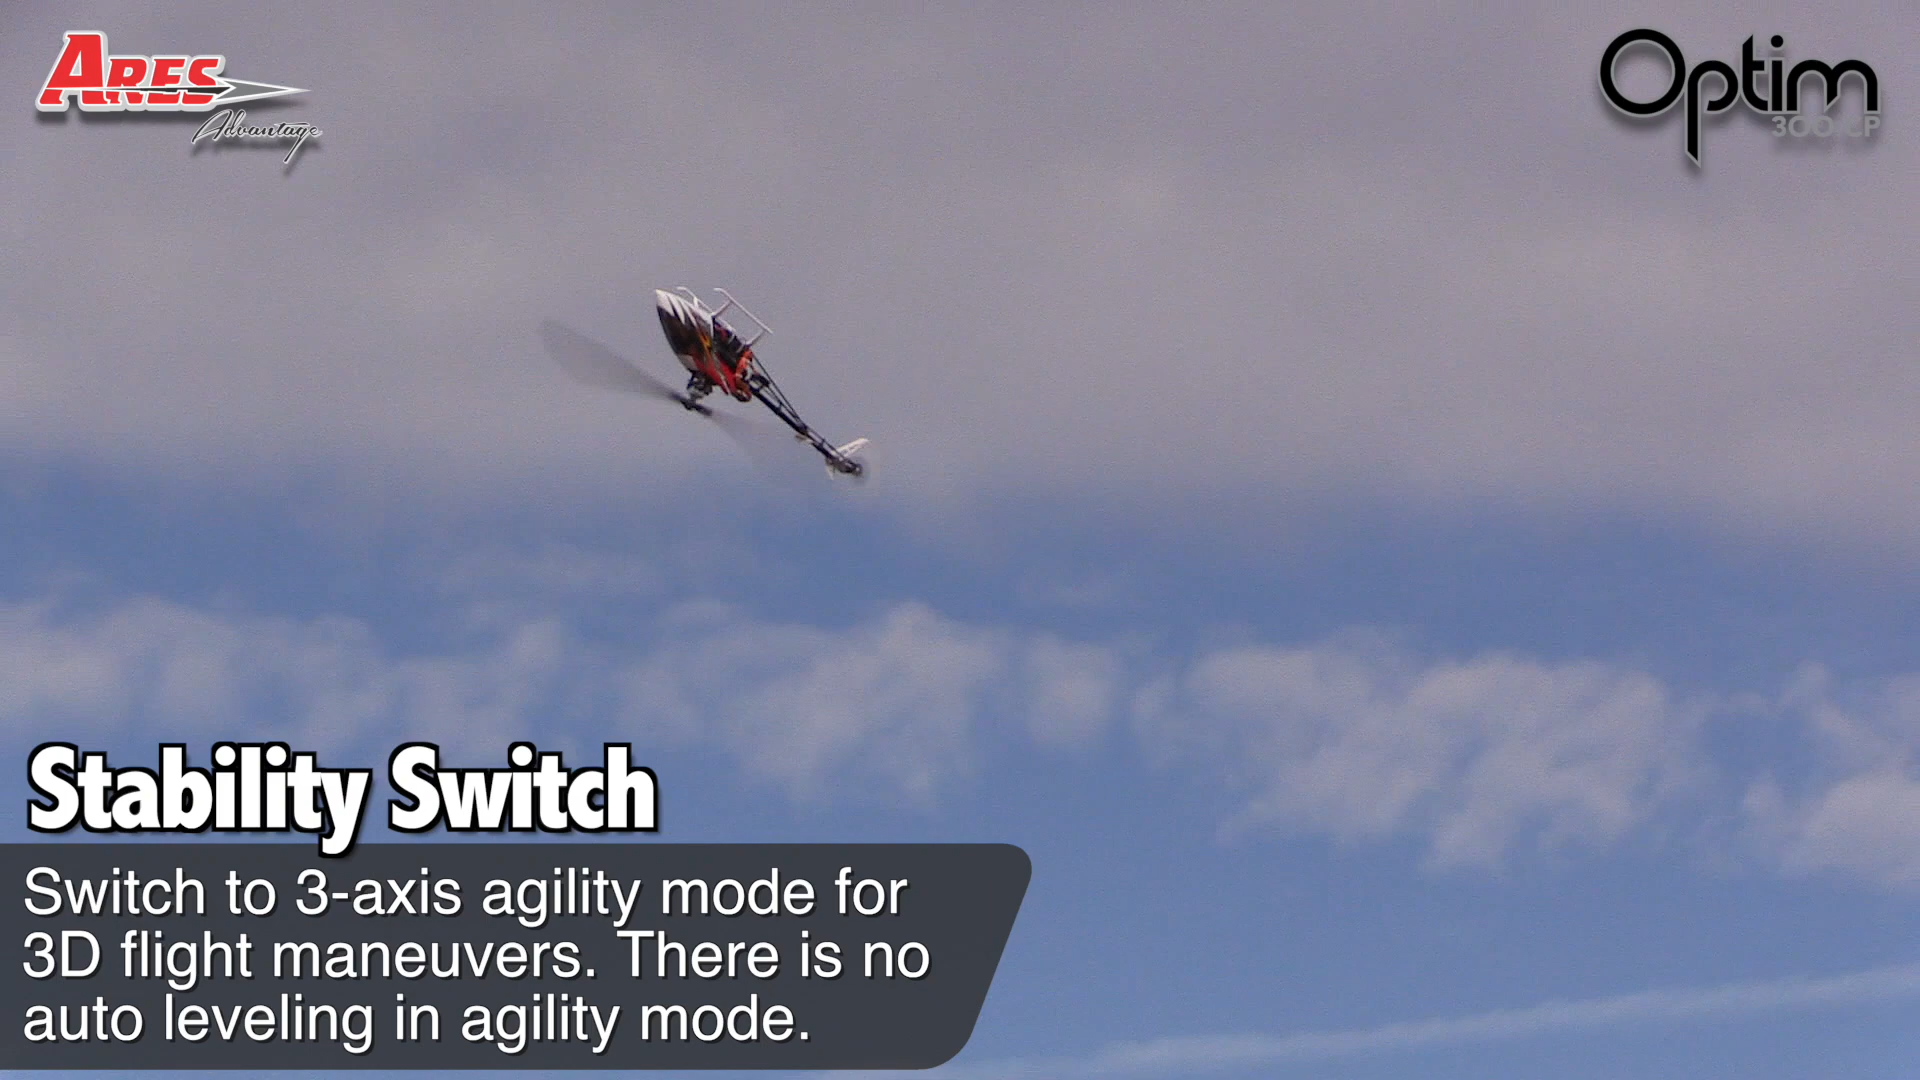 ARES
Advantage
Optim
300 CP
Stability Switch
Switch to 3-axis agility mode for
3D flight maneuvers. There is no
auto leveling in agility mode.